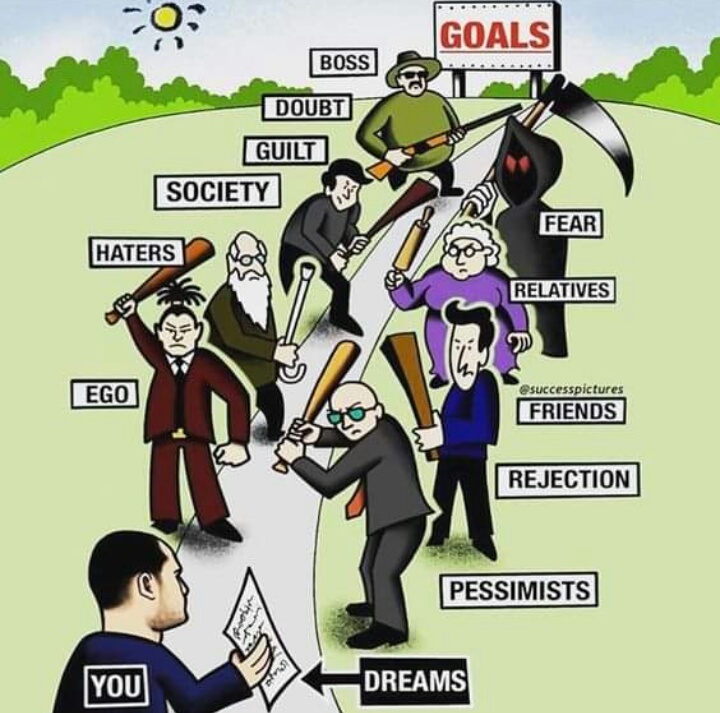 GOALS
BOSS
DOUBT
GUILT
SOCIETY
FEAR
HATERS
RELATIVES
EGO
@successpictures
FRIENDS
REJECTION
PESSIMISTS
YOU
DREAMS